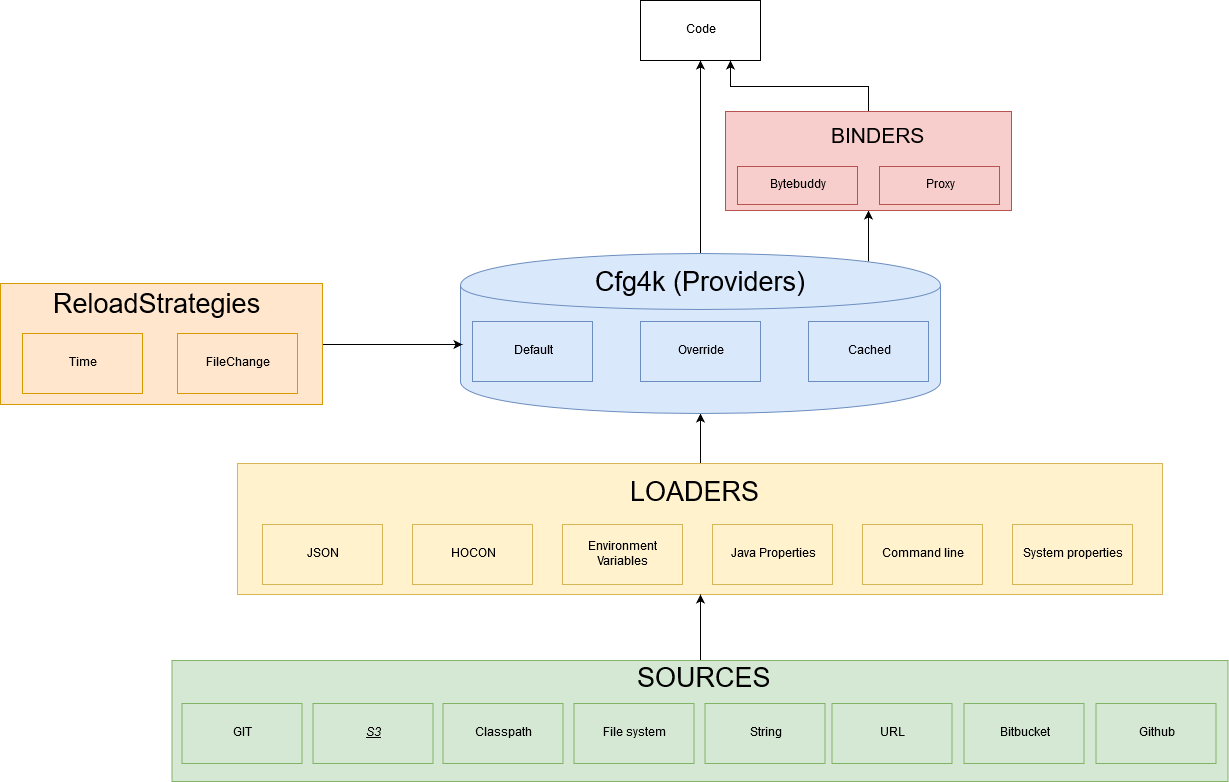 Code
BINDERS
Bytebuddy
Proxy
Cfg4k (Providers)
Default
Override
Cached
ReloadStrategies
Time
FileChange
LOADERS
JSON
HOCON
Environment
Variables
Java Properties
Command line
System properties
SOURCES
GIT
S3
Classpath
File system
String
URL
Bitbucket
Github